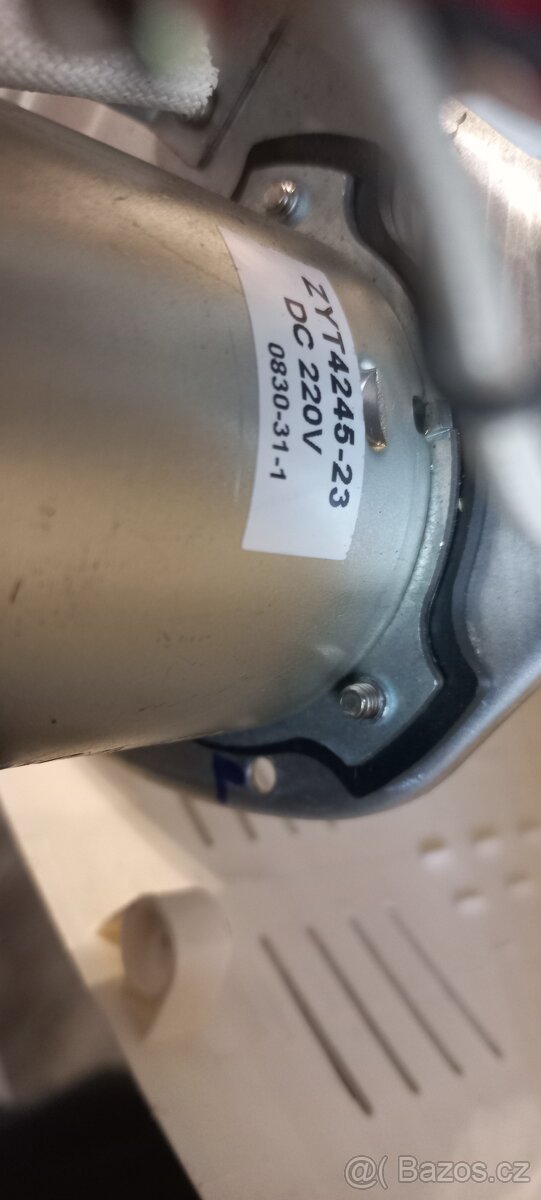 ZYT4245-23
DC 220V
0830-31-1
@( Bazos.cz